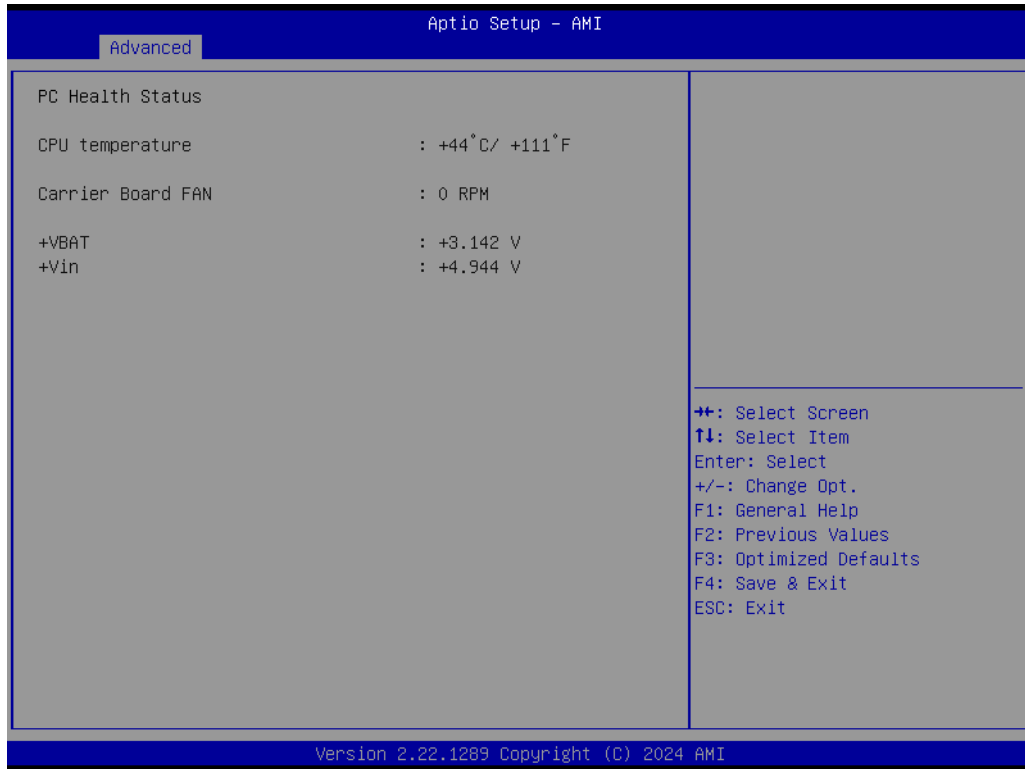 Aptio Setup – AMI
Advanced
PC Health Status
CPU temperature : +44°C/ +111°F
Carrier Board FAN : 0 RPM
+VBAT : +3.142 V
+Vin : +4.944 V
→←: Select Screen
↑↓: Select Item
Enter: Select
+/-: Change Opt.
F1: General Help
F2: Previous Values
F3: Optimized Defaults
F4: Save & Exit
ESC: Exit
Version 2.22.1289 Copyright (C) 2024 AMI